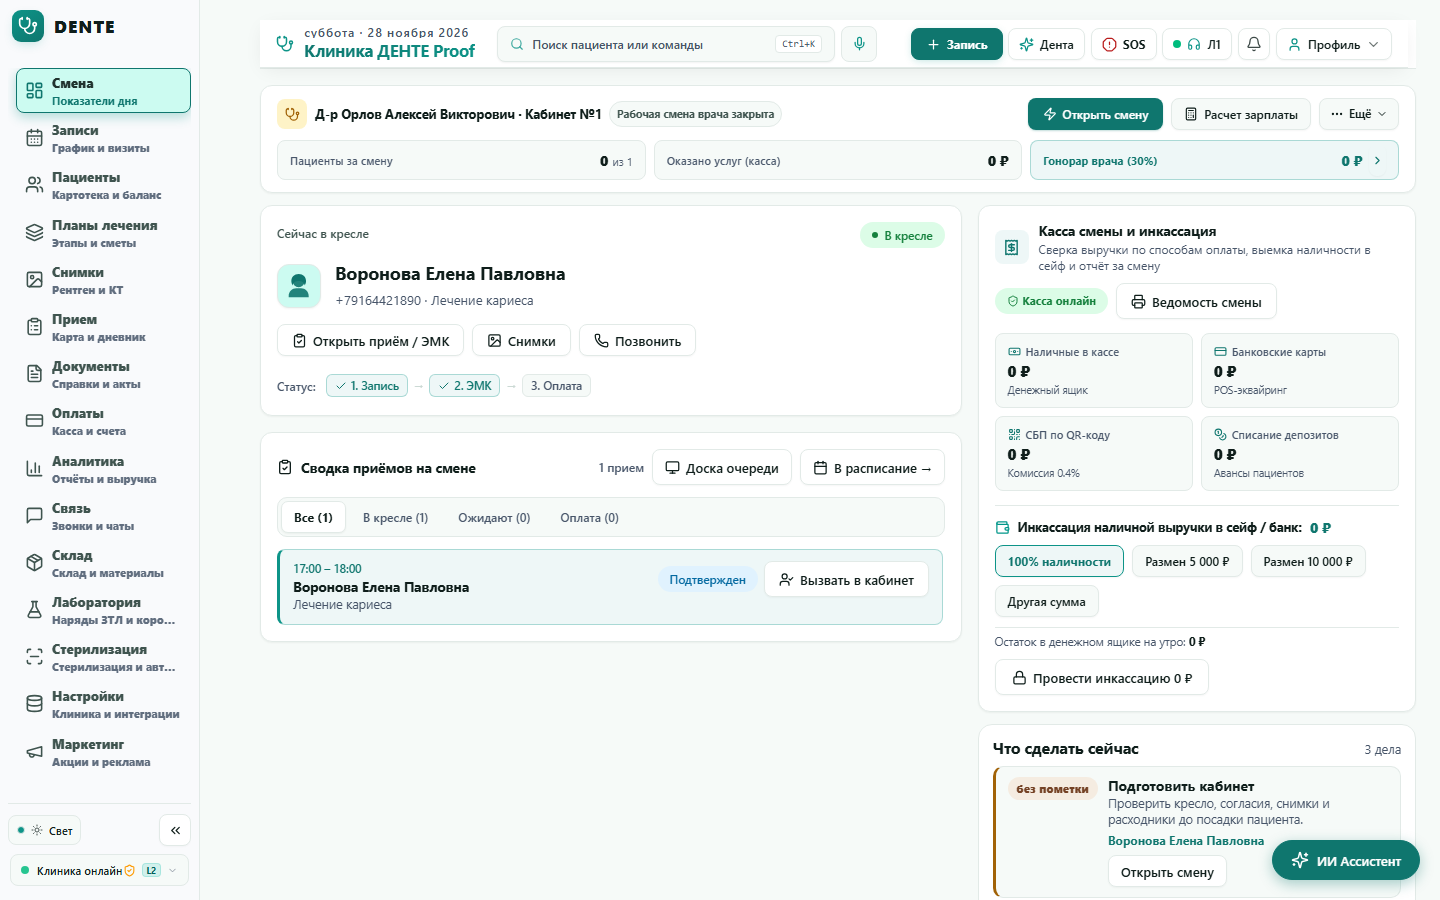 DENTE
Смена
Показатели дня
Записи
График и визиты
Пациенты
Картотека и баланс
Планы лечения
Этапы и сметы
Снимки
Рентген и КТ
Прием
Карта и дневник
Документы
Справки и акты
Оплаты
Касса и счета
Аналитика
Отчёты и выручка
Связь
Звонки и чаты
Склад
Склад и материалы
Лаборатория
Наряды ЗТЛ и коро...
Стерилизация
Стерилизация и авт...
Настройки
Клиника и интеграции
Маркетинг
Акции и реклама
Свет
Клиника онлайн L2
суббота · 28 ноября 2026
Клиника ДЕНТЕ Proof
Поиск пациента или команды Ctrl+K
Запись
Дента
SOS
Л1
Профиль
Д-р Орлов Алексей Викторович · Кабинет №1 Рабочая смена врача закрыта
Открыть смену
Расчет зарплаты
Ещё
Пациенты за смену 0 из 1
Оказано услуг (касса) 0 ₽
Гонорар врача (30%) 0 ₽
Сейчас в кресле
В кресле
Воронова Елена Павловна
+79164421890 · Лечение кариеса
Открыть приём / ЭМК
Снимки
Позвонить
Статус: 1. Запись → 2. ЭМК → 3. Оплата
Сводка приёмов на смене
1 прием
Доска очереди
В расписание →
Все (1)
В кресле (1)
Ожидают (0)
Оплата (0)
17:00 – 18:00
Воронова Елена Павловна
Лечение кариеса
Подтвержден
Вызвать в кабинет
Касса смены и инкассация
Сверка выручки по способам оплаты, выемка наличности в
сейф и отчёт за смену
Касса онлайн
Ведомость смены
Наличные в кассе
0 ₽
Денежный ящик
Банковские карты
0 ₽
POS-эквайринг
СБП по QR-коду
0 ₽
Комиссия 0.4%
Списание депозитов
0 ₽
Авансы пациентов
Инкассация наличной выручки в сейф / банк: 0 ₽
100% наличности
Размен 5 000 ₽
Размен 10 000 ₽
Другая сумма
Остаток в денежном ящике на утро: 0 ₽
Провести инкассацию 0 ₽
Что сделать сейчас
3 дела
без пометки
Подготовить кабинет
Проверить кресло, согласия, снимки и
расходники до посадки пациента.
Воронова Елена Павловна
Открыть смену
ИИ Ассистент